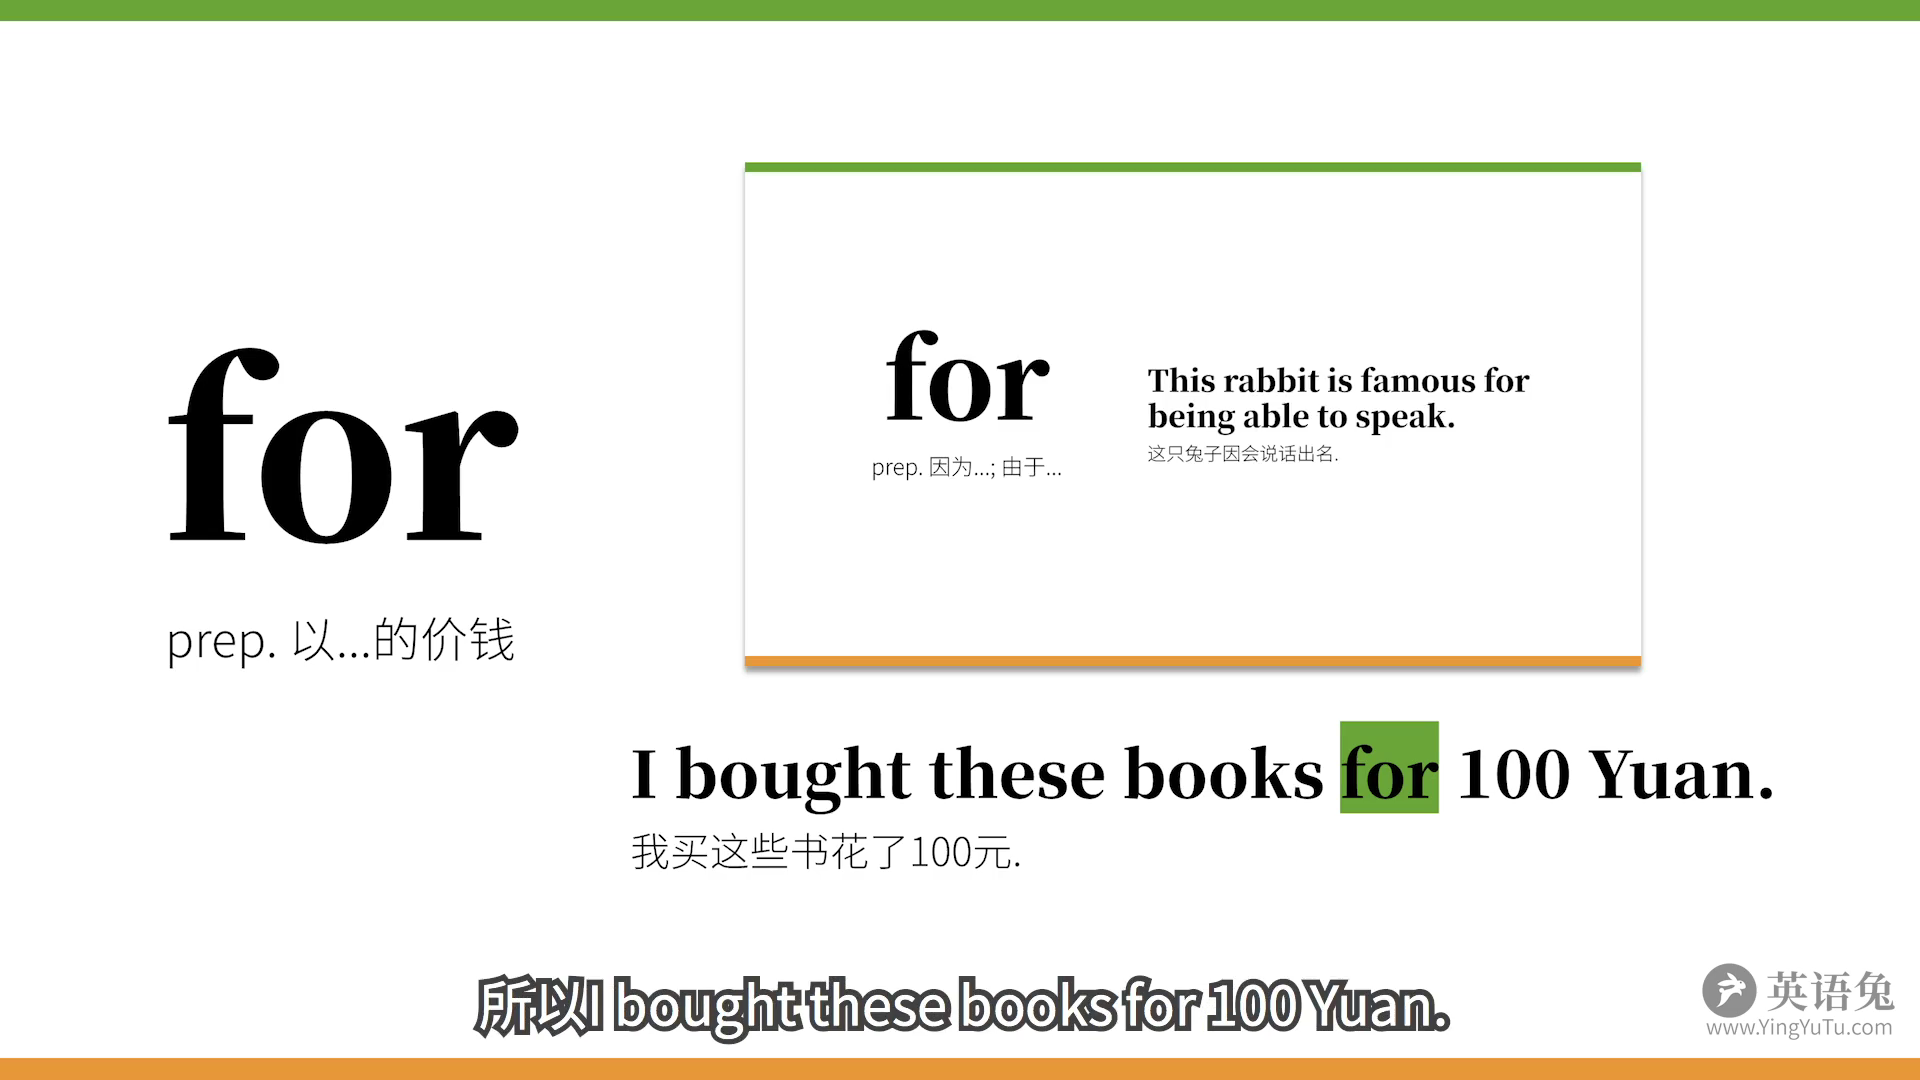 for
prep. 以...的价钱
for
prep. 因为...; 由于...
This rabbit is famous for
being able to speak.
这只兔子因会说话出名.
I bought these books for 100 Yuan.
我买这些书花了100元.
所以I bought these books for 100 Yuan.
英语兔
www.YingYuTu.com